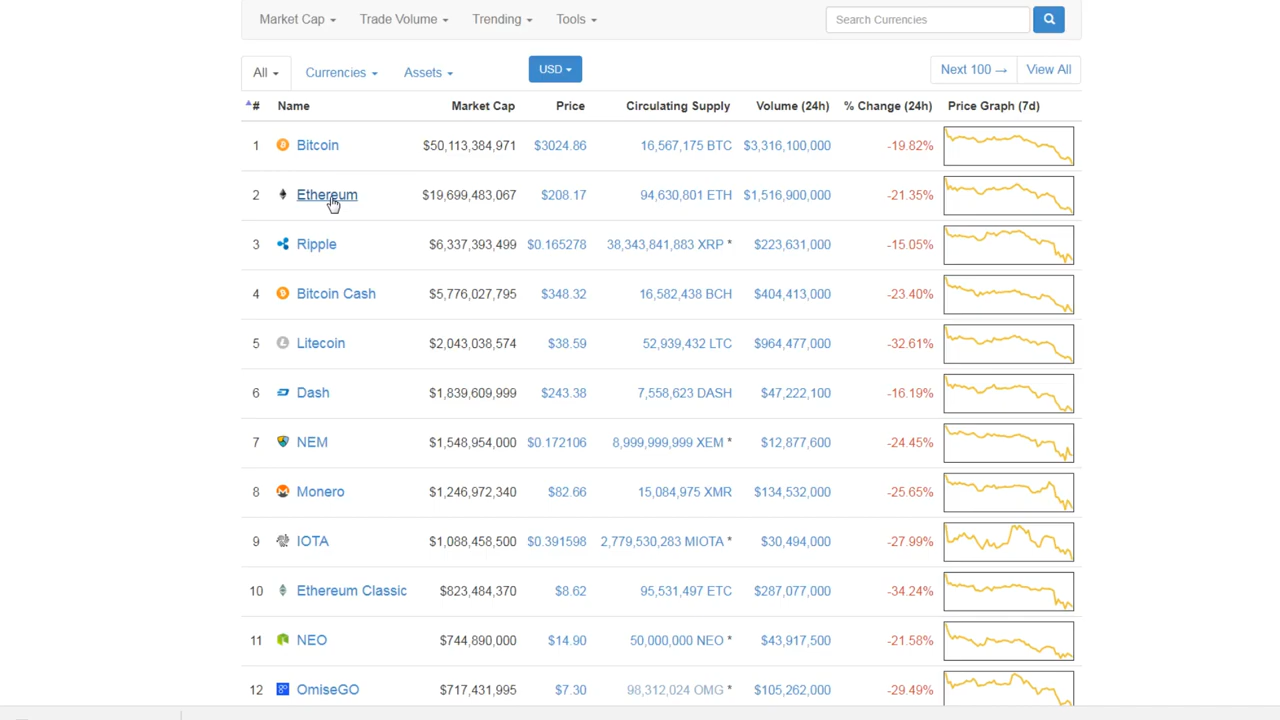 Market Cap Trade Volume Trending Tools Search Currencies
All Currencies Assets USD Next 100 → View All
# Name Market Cap Price Circulating Supply Volume (24h) % Change (24h) Price Graph (7d)
1 Bitcoin $50,113,384,971 $3024.86 16,567,175 BTC $3,316,100,000 -19.82%
2 Ethereum $19,699,483,067 $208.17 94,630,801 ETH $1,516,900,000 -21.35%
3 Ripple $6,337,393,499 $0.165278 38,343,841,883 XRP * $223,631,000 -15.05%
4 Bitcoin Cash $5,776,027,795 $348.32 16,582,438 BCH $404,413,000 -23.40%
5 Litecoin $2,043,038,574 $38.59 52,939,432 LTC $964,477,000 -32.61%
6 Dash $1,839,609,999 $243.38 7,558,623 DASH $47,222,100 -16.19%
7 NEM $1,548,954,000 $0.172106 8,999,999,999 XEM * $12,877,600 -24.45%
8 Monero $1,246,972,340 $82.66 15,084,975 XMR $134,532,000 -25.65%
9 IOTA $1,088,458,500 $0.391598 2,779,530,283 MIOTA * $30,494,000 -27.99%
10 Ethereum Classic $823,484,370 $8.62 95,531,497 ETC $287,077,000 -34.24%
11 NEO $744,890,000 $14.90 50,000,000 NEO * $43,917,500 -21.58%
12 OmiseGO $717,431,995 $7.30 98,312,024 OMG * $105,262,000 -29.49%